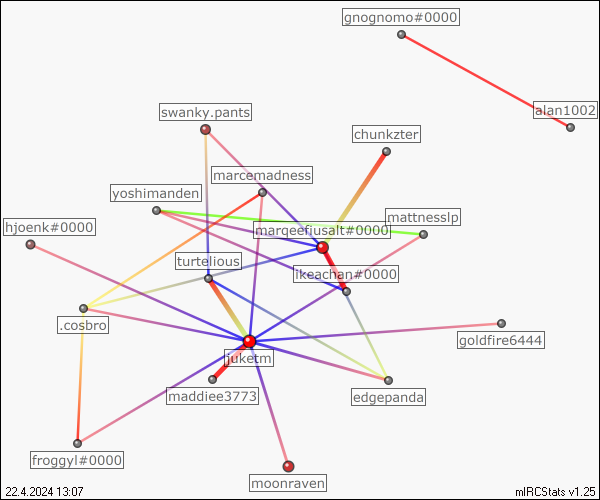 gnognomo#0000
alan1002
swanky.pants
chunkzter
marcemadness
yoshimanden
mattnesslp
hjoenk#0000
marqeefiusalt#0000
turtelious
ikeachan#0000
.cosbro
goldfire6444
juketm
maddiee3773
edgepanda
froggyl#0000
moonraven
22.4.2024 13:07
mIRCStats v1.25